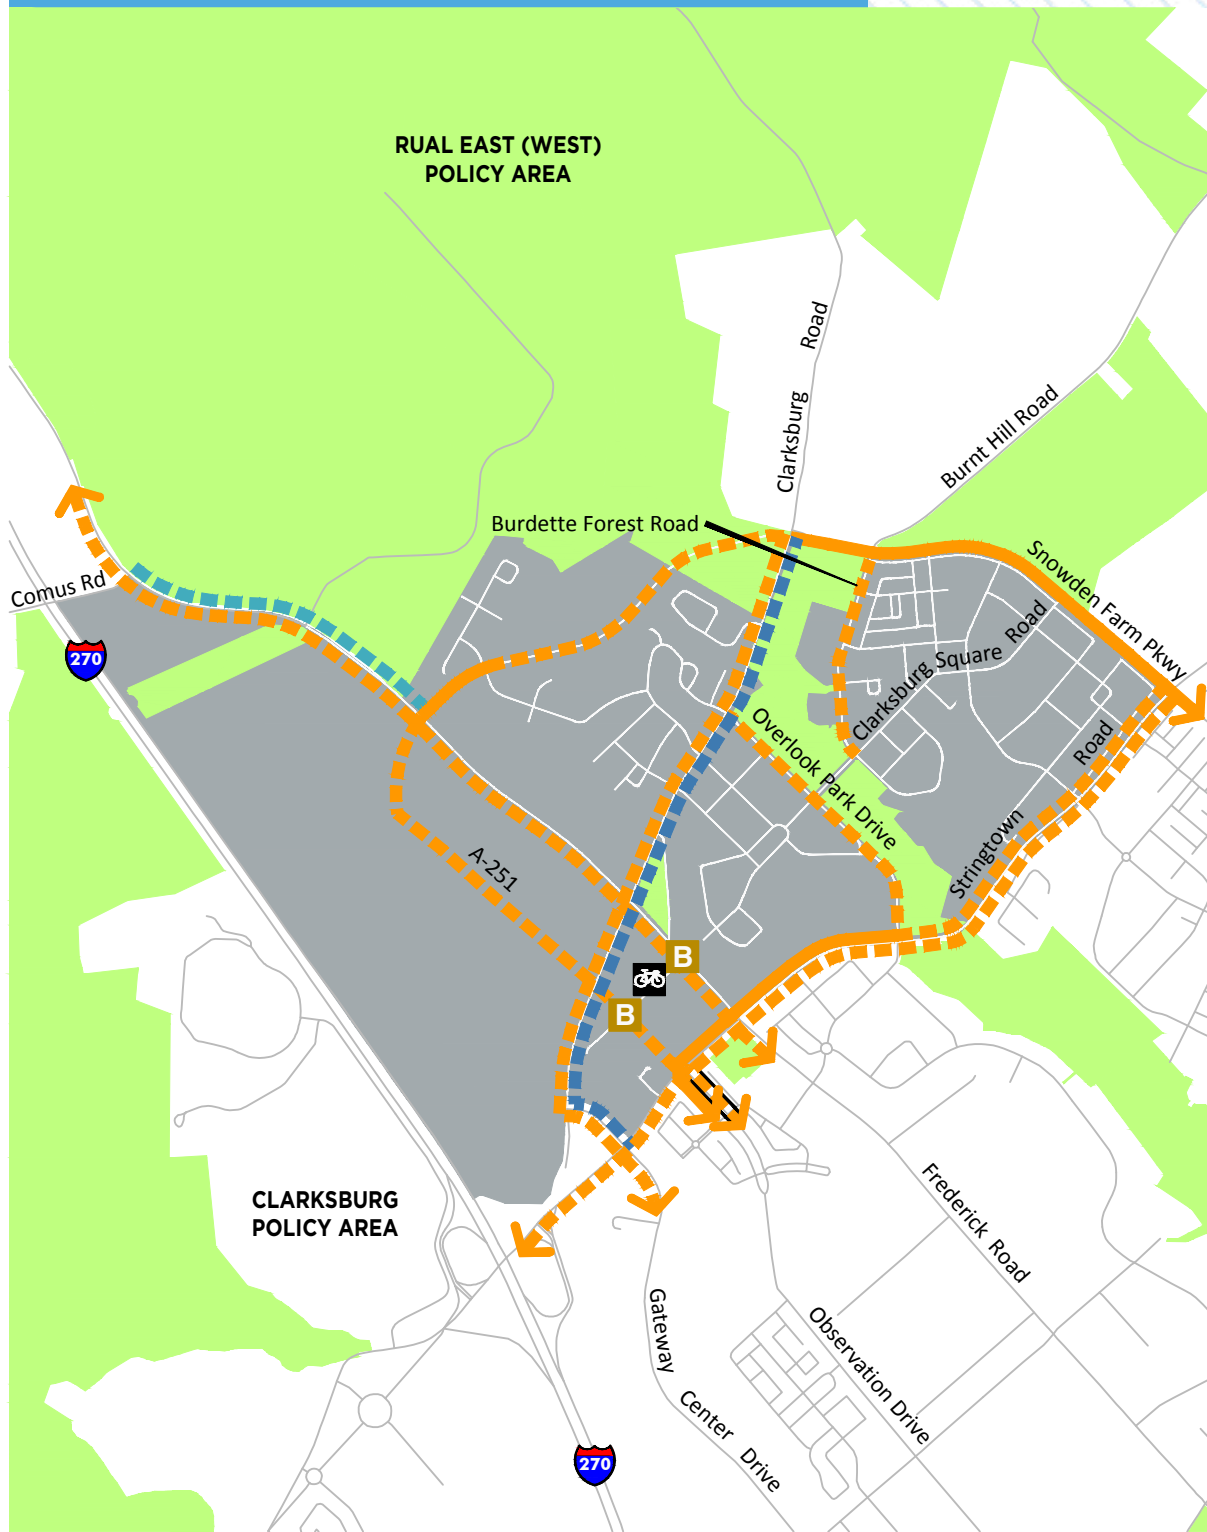 RUAL EAST (WEST)
POLICY AREA
Clarksburg Road
Burnt Hill Road
Burdette Forest Road
Snowden Farm Pkwy
Comus Rd
270
Clarksburg Square Road
Overlook Park Drive
Stringtown Road
A-251
B
B
CLARKSBURG
POLICY AREA
Frederick Road
Gateway Center Drive
Observation Drive
270